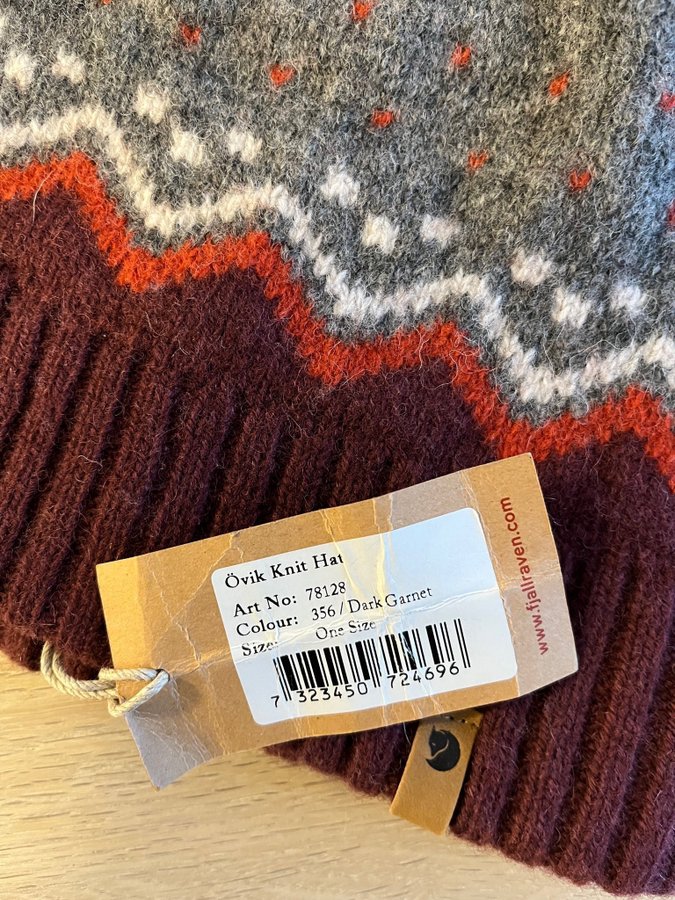 Övik Knit Hat
Art No: 78128
Colour: 356 / Dark Garnet
Size: One Size
7 323450 724696
www.fjallraven.com